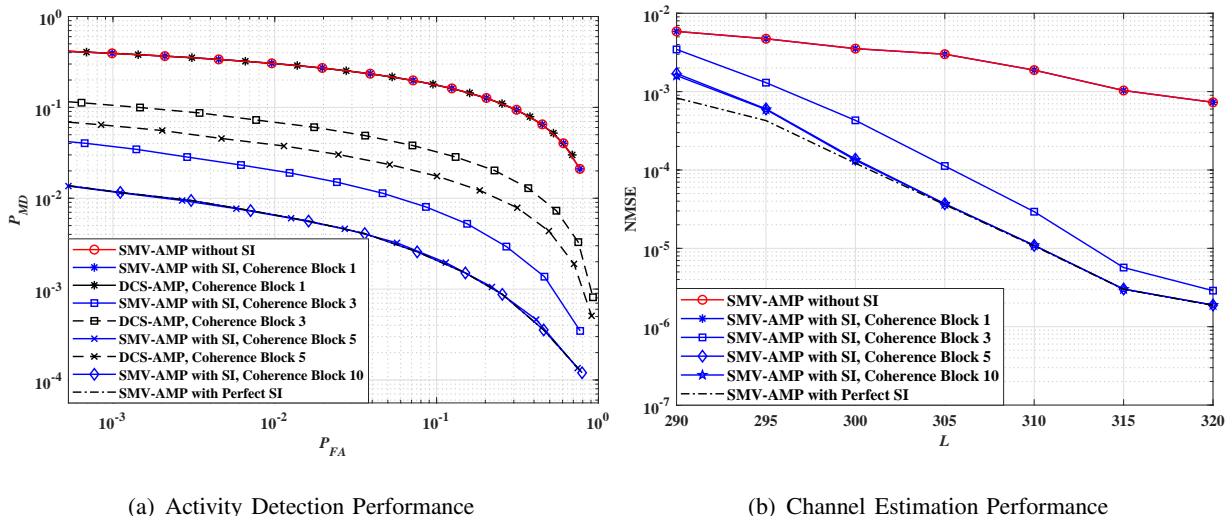 10^0
10^-1
10^-2
10^-3
10^-4
P_MD
SMV-AMP without SI
SMV-AMP with SI, Coherence Block 1
DCS-AMP, Coherence Block 1
SMV-AMP with SI, Coherence Block 3
DCS-AMP, Coherence Block 3
SMV-AMP with SI, Coherence Block 5
DCS-AMP, Coherence Block 5
SMV-AMP with SI, Coherence Block 10
SMV-AMP with Perfect SI
10^-3 10^-2 10^-1 10^0
P_FA
(a) Activity Detection Performance
10^-2
10^-3
10^-4
10^-5
10^-6
10^-7
NMSE
SMV-AMP without SI
SMV-AMP with SI, Coherence Block 1
SMV-AMP with SI, Coherence Block 3
SMV-AMP with SI, Coherence Block 5
SMV-AMP with SI, Coherence Block 10
SMV-AMP with Perfect SI
290 295 300 305 310 315 320
L
(b) Channel Estimation Performance